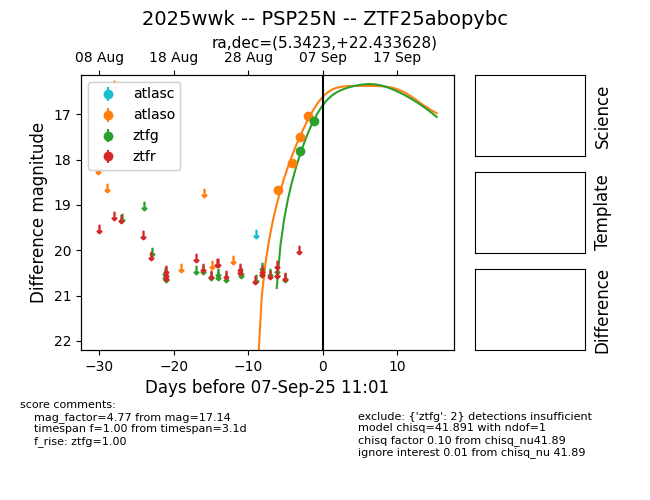 2025wwk -- PSP25N -- ZTF25abopybc
ra,dec=(5.3423,+22.433628)
08 Aug 18 Aug 28 Aug 07 Sep 17 Sep
atlasc
atlaso
ztfg
ztfr
17
18
19
20
21
22
Difference magnitude
−30 −20 −10 0 10
Days before 07-Sep-25 11:01
Science
Template
Difference
score comments:
mag_factor=4.77 from mag=17.14
timespan f=1.00 from timespan=3.1d
f_rise: ztfg=1.00
exclude: {'ztfg': 2} detections insufficient
model chisq=41.891 with ndof=1
chisq factor 0.10 from chisq_nu41.89
ignore interest 0.01 from chisq_nu 41.89